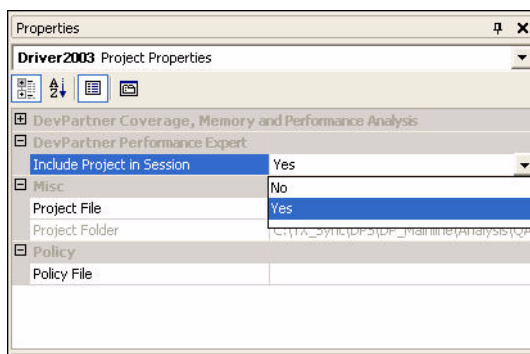 Properties
Driver2003 Project Properties
DevPartner Coverage, Memory and Performance Analysis
DevPartner Performance Expert
Include Project in Session Yes
Misc No
Project File Yes
Project Folder
Policy
Policy File